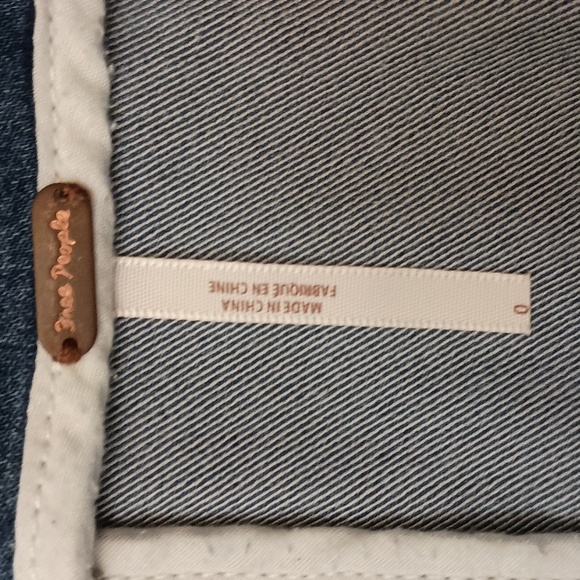 Free People
MADE IN CHINA
FABRIQUÉ EN CHINE
0